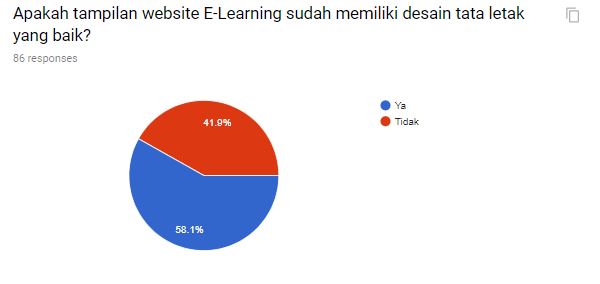 Apakah tampilan website E-Learning sudah memiliki desain tata letak
yang baik?
86 responses
Ya
Tidak
41.9%
58.1%